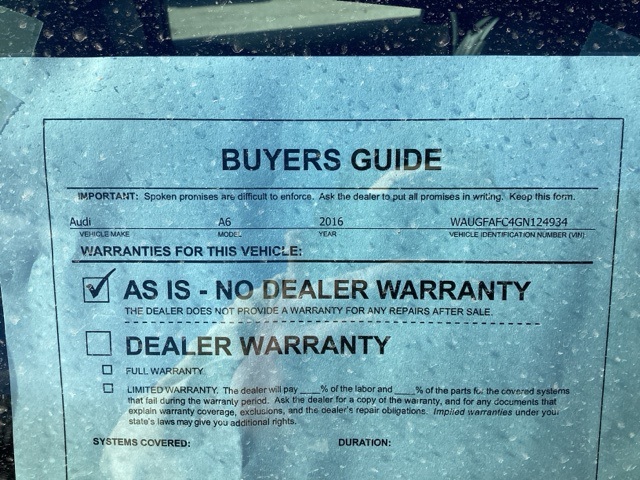 BUYERS GUIDE
IMPORTANT: Spoken promises are difficult to enforce. Ask the dealer to put all promises in writing. Keep this form.
Audi A6 2016 WAUGFAFC4GN124934
VEHICLE MAKE MODEL YEAR VEHICLE IDENTIFICATION NUMBER (VIN)
WARRANTIES FOR THIS VEHICLE:
AS IS - NO DEALER WARRANTY
THE DEALER DOES NOT PROVIDE A WARRANTY FOR ANY REPAIRS AFTER SALE.
DEALER WARRANTY
FULL WARRANTY.
LIMITED WARRANTY. The dealer will pay ____% of the labor and ____% of the parts for the covered systems
that fail during the warranty period. Ask the dealer for a copy of the warranty, and for any documents that
explain warranty coverage, exclusions, and the dealer's repair obligations. Implied warranties under your
state's laws may give you additional rights.
SYSTEMS COVERED: DURATION: